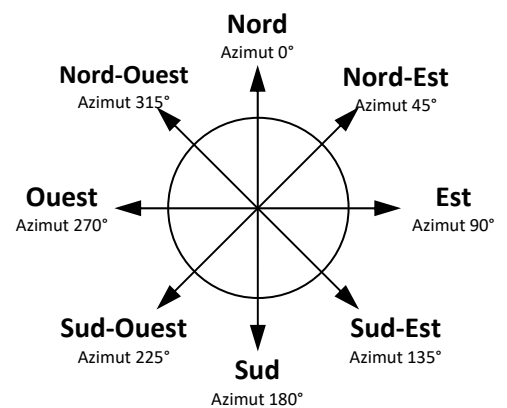 Nord
Azimut 0°
Nord-Ouest
Azimut 315°
Nord-Est
Azimut 45°
Ouest
Azimut 270°
Est
Azimut 90°
Sud-Ouest
Azimut 225°
Sud-Est
Azimut 135°
Sud
Azimut 180°